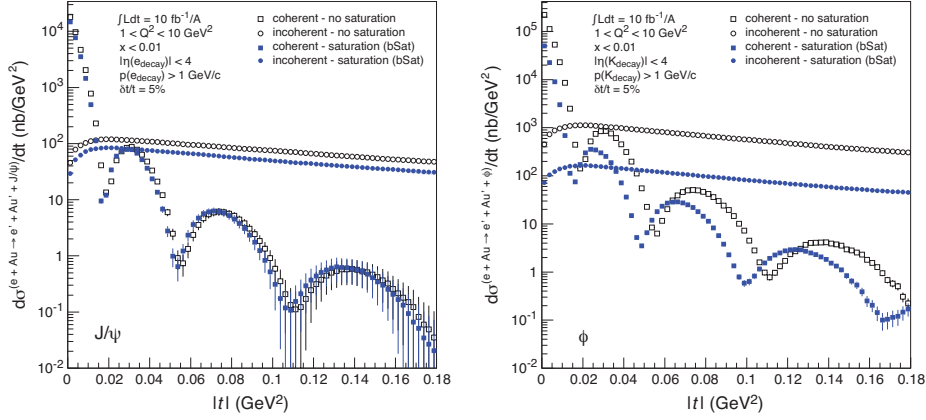 ∫Ldt = 10 fb⁻¹/A
1 < Q² < 10 GeV²
x < 0.01
|η(e_decay)| < 4
p(e_decay) > 1 GeV/c
δt/t = 5%
coherent - no saturation
incoherent - no saturation
coherent - saturation (bSat)
incoherent - saturation (bSat)
dσ^(e + Au → e' + Au' + J/ψ)/dt (nb/GeV²)
10⁴
10³
10²
10
1
10⁻¹
10⁻²
J/ψ
0 0.02 0.04 0.06 0.08 0.1 0.12 0.14 0.16 0.18
|t| (GeV²)
∫Ldt = 10 fb⁻¹/A
1 < Q² < 10 GeV²
x < 0.01
|η(K_decay)| < 4
p(K_decay) > 1 GeV/c
δt/t = 5%
coherent - no saturation
incoherent - no saturation
coherent - saturation (bSat)
incoherent - saturation (bSat)
dσ^(e + Au → e' + Au' + ϕ)/dt (nb/GeV²)
10⁵
10⁴
10³
10²
10
1
10⁻¹
10⁻²
ϕ
0 0.02 0.04 0.06 0.08 0.1 0.12 0.14 0.16 0.18
|t| (GeV²)